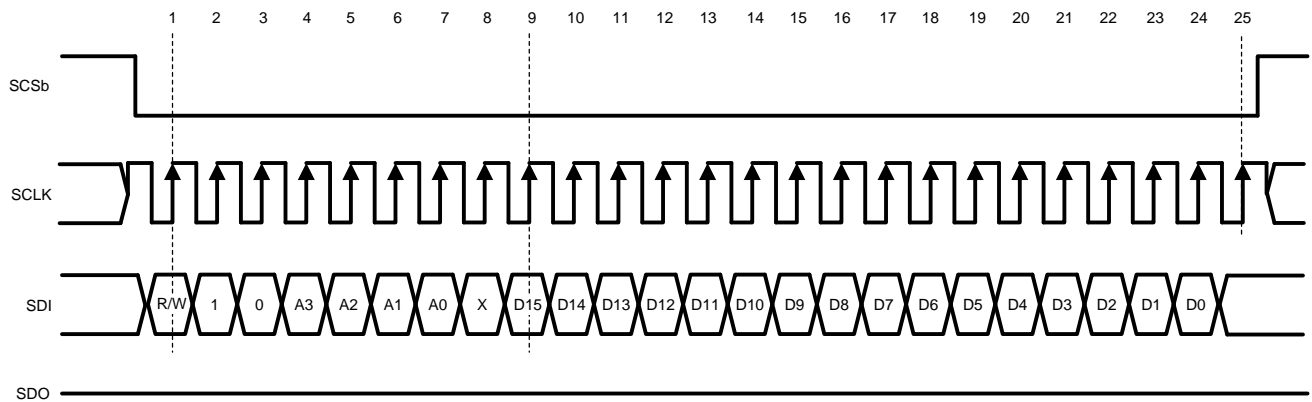 1 2 3 4 5 6 7 8 9 10 11 12 13 14 15 16 17 18 19 20 21 22 23 24 25
SCSb
SCLK
SDI R/W 1 0 A3 A2 A1 A0 X D15 D14 D13 D12 D11 D10 D9 D8 D7 D6 D5 D4 D3 D2 D1 D0
SDO